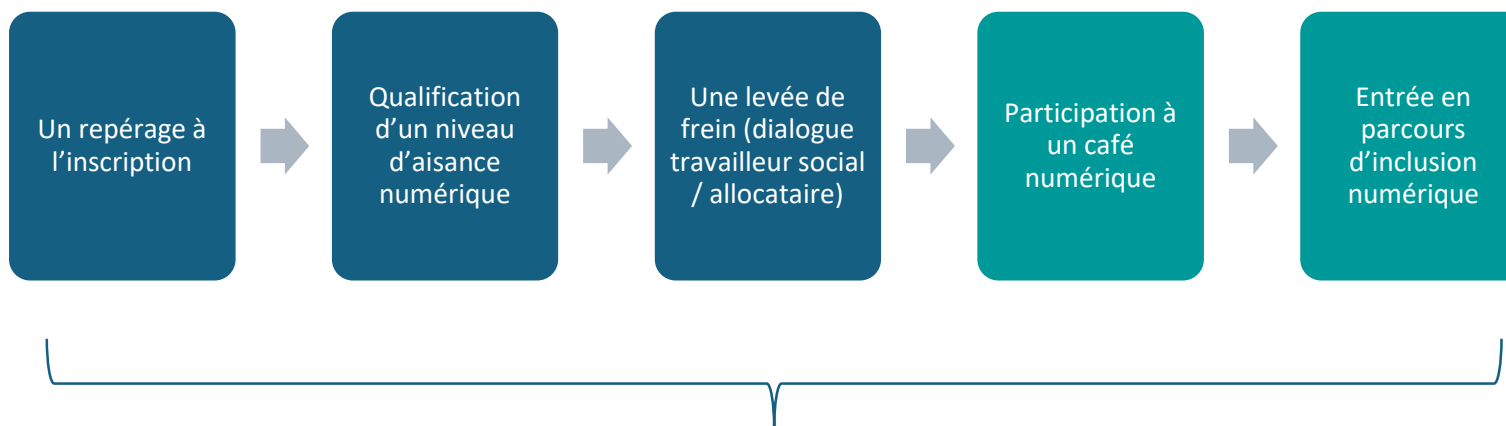 Un repérage à
l’inscription
Qualification
d’un niveau
d’aisance
numérique
Une levée de
frein (dialogue
travailleur social
/ allocataire)
Participation à
un café
numérique
Entrée en
parcours
d’inclusion
numérique